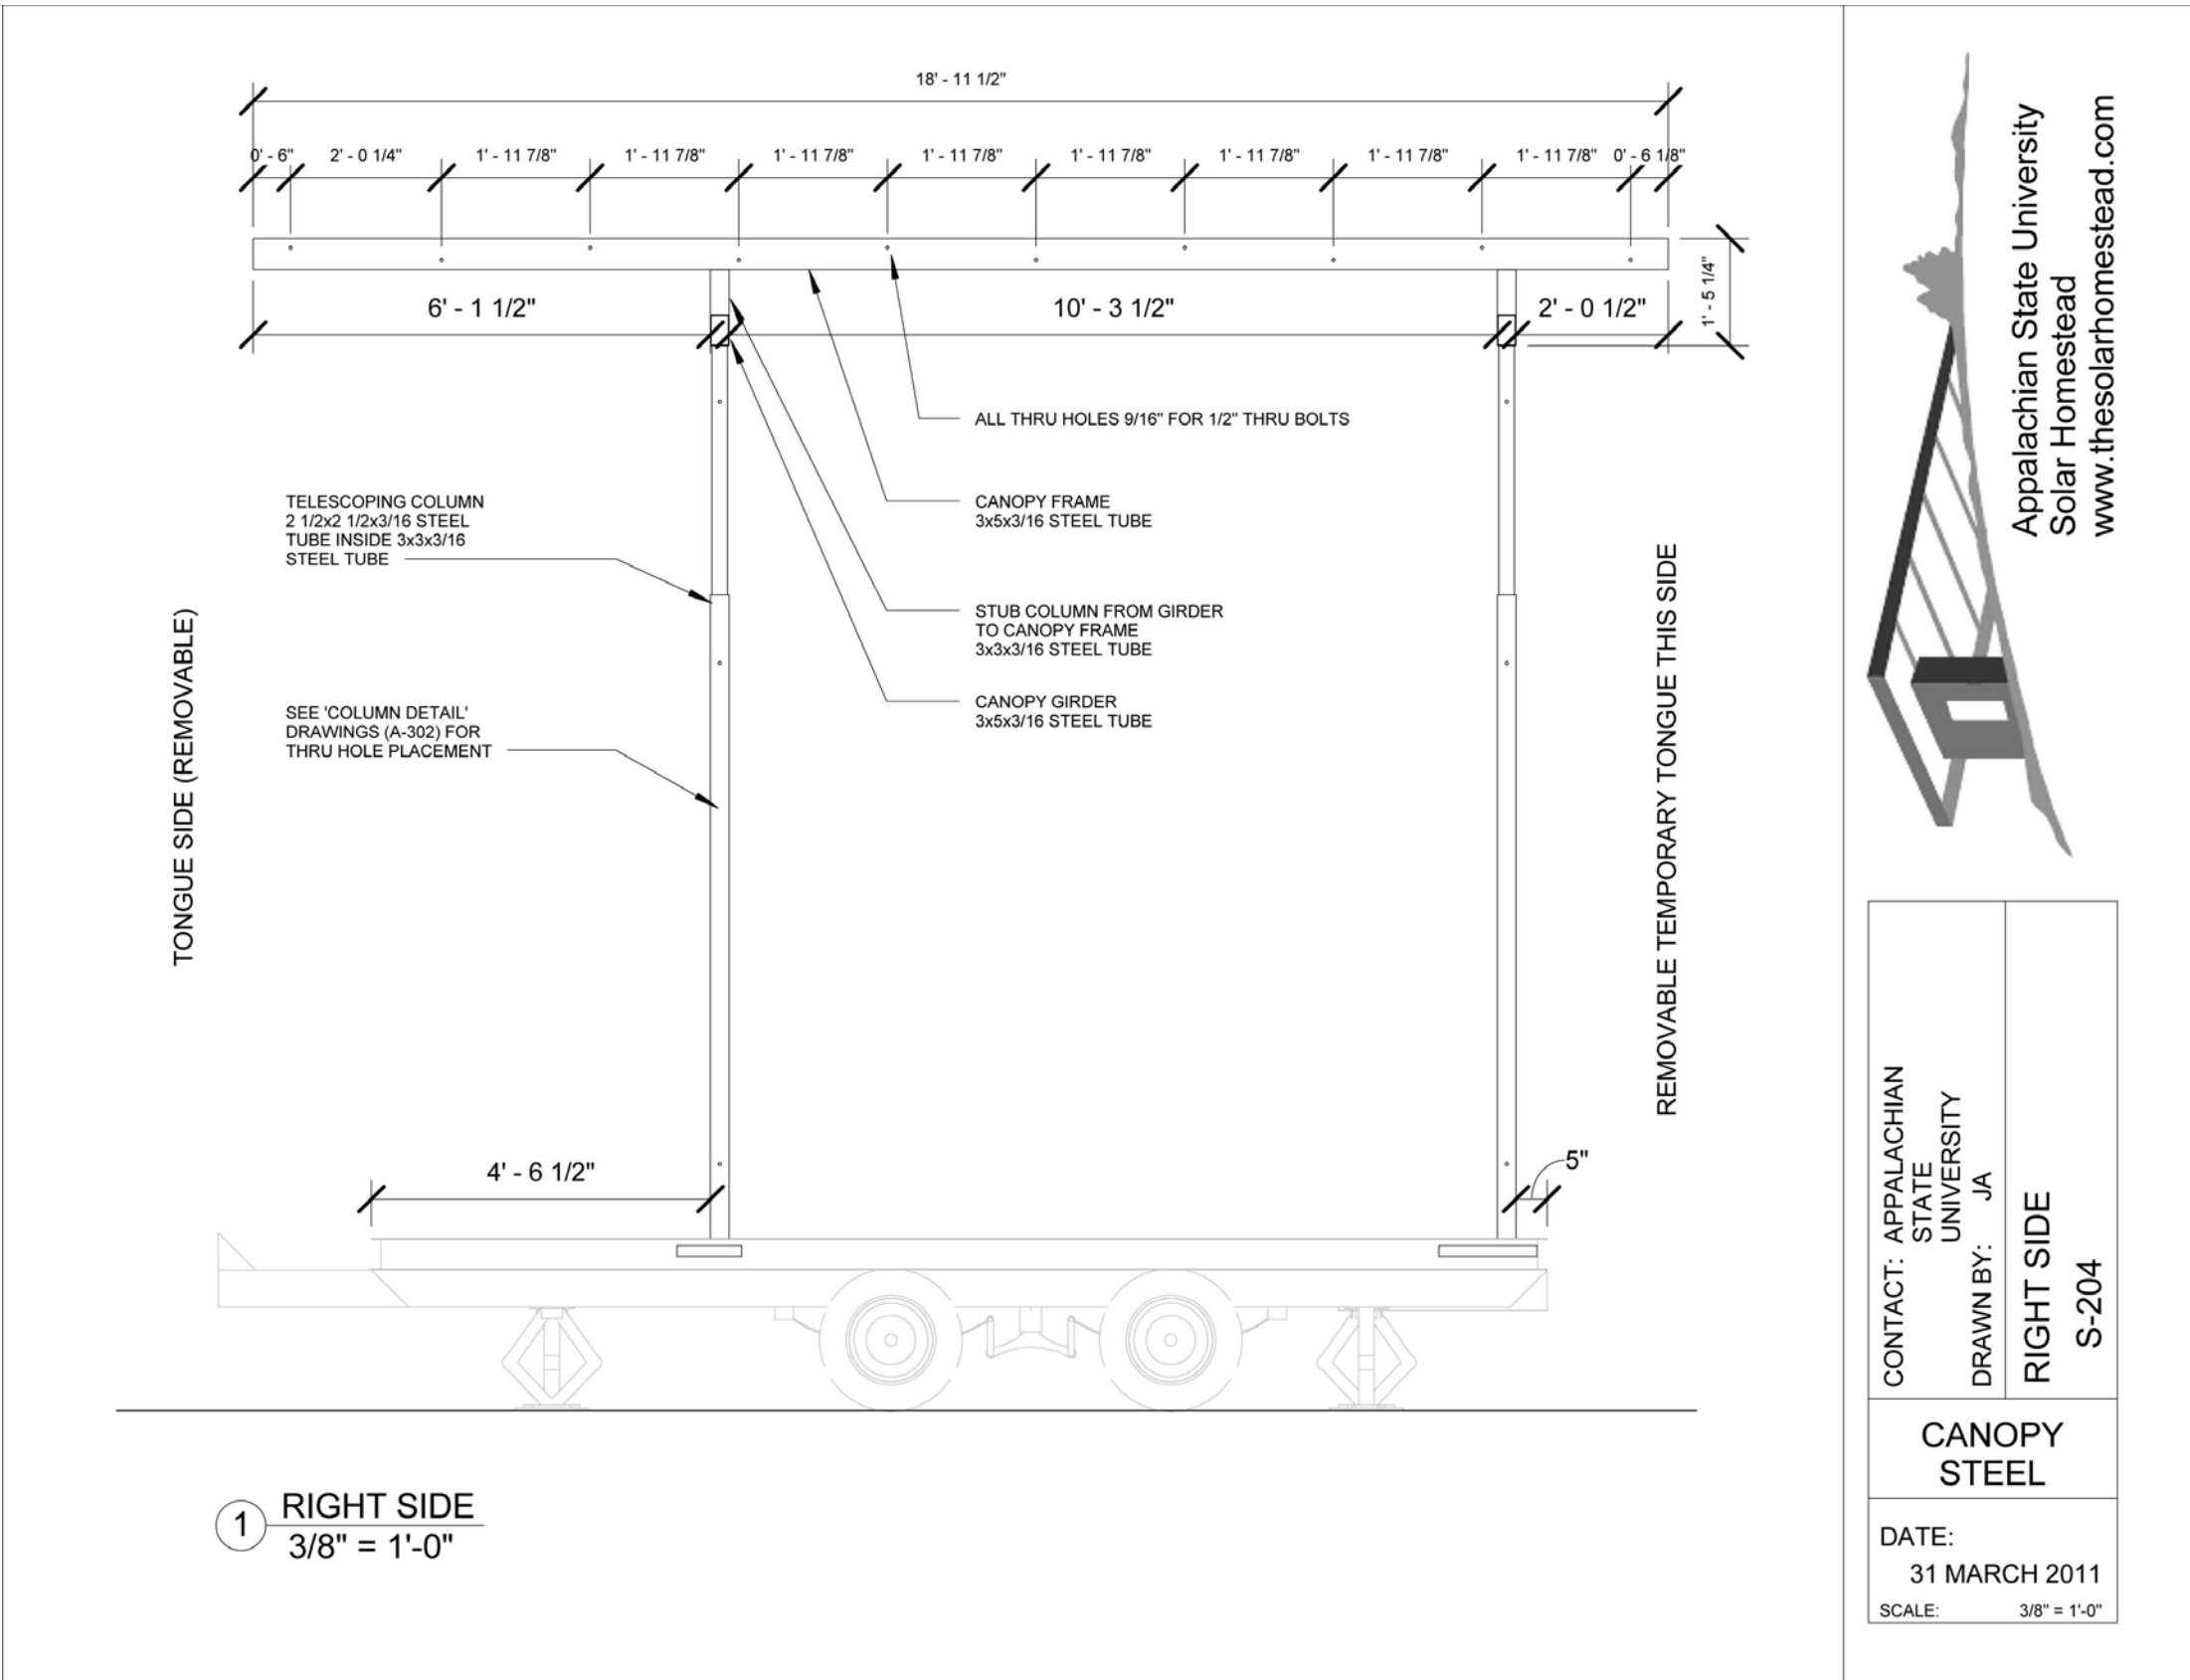 18' - 11 1/2"
0' - 6"
2' - 0 1/4"
1' - 11 7/8"
1' - 11 7/8"
1' - 11 7/8"
1' - 11 7/8"
1' - 11 7/8"
1' - 11 7/8"
1' - 11 7/8"
1' - 11 7/8"
0' - 6 1/8"
6' - 1 1/2"
10' - 3 1/2"
2' - 0 1/2"
1' - 5 1/4"
ALL THRU HOLES 9/16" FOR 1/2" THRU BOLTS
CANOPY FRAME
3x5x3/16 STEEL TUBE
TELESCOPING COLUMN
2 1/2x2 1/2x3/16 STEEL
TUBE INSIDE 3x3x3/16
STEEL TUBE
STUB COLUMN FROM GIRDER
TO CANOPY FRAME
3x3x3/16 STEEL TUBE
CANOPY GIRDER
3x5x3/16 STEEL TUBE
SEE 'COLUMN DETAIL'
DRAWINGS (A-302) FOR
THRU HOLE PLACEMENT
TONGUE SIDE (REMOVABLE)
REMOVABLE TEMPORARY TONGUE THIS SIDE
4' - 6 1/2"
5"
1
RIGHT SIDE
3/8" = 1'-0"
Appalachian State University
Solar Homestead
www.thesolarhomestead.com
CONTACT: APPALACHIAN
STATE
UNIVERSITY
DRAWN BY: JA
RIGHT SIDE
S-204
CANOPY
STEEL
DATE:
31 MARCH 2011
SCALE: 3/8" = 1'-0"